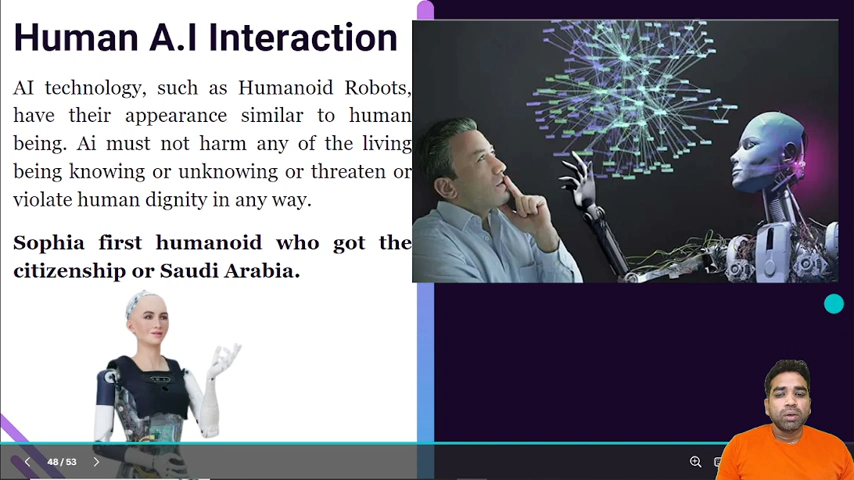 Human A.I Interaction
AI technology, such as Humanoid Robots,
have their appearance similar to human
being. Ai must not harm any of the living
being knowing or unknowing or threaten or
violate human dignity in any way.
Sophia first humanoid who got the
citizenship or Saudi Arabia.
48 / 53